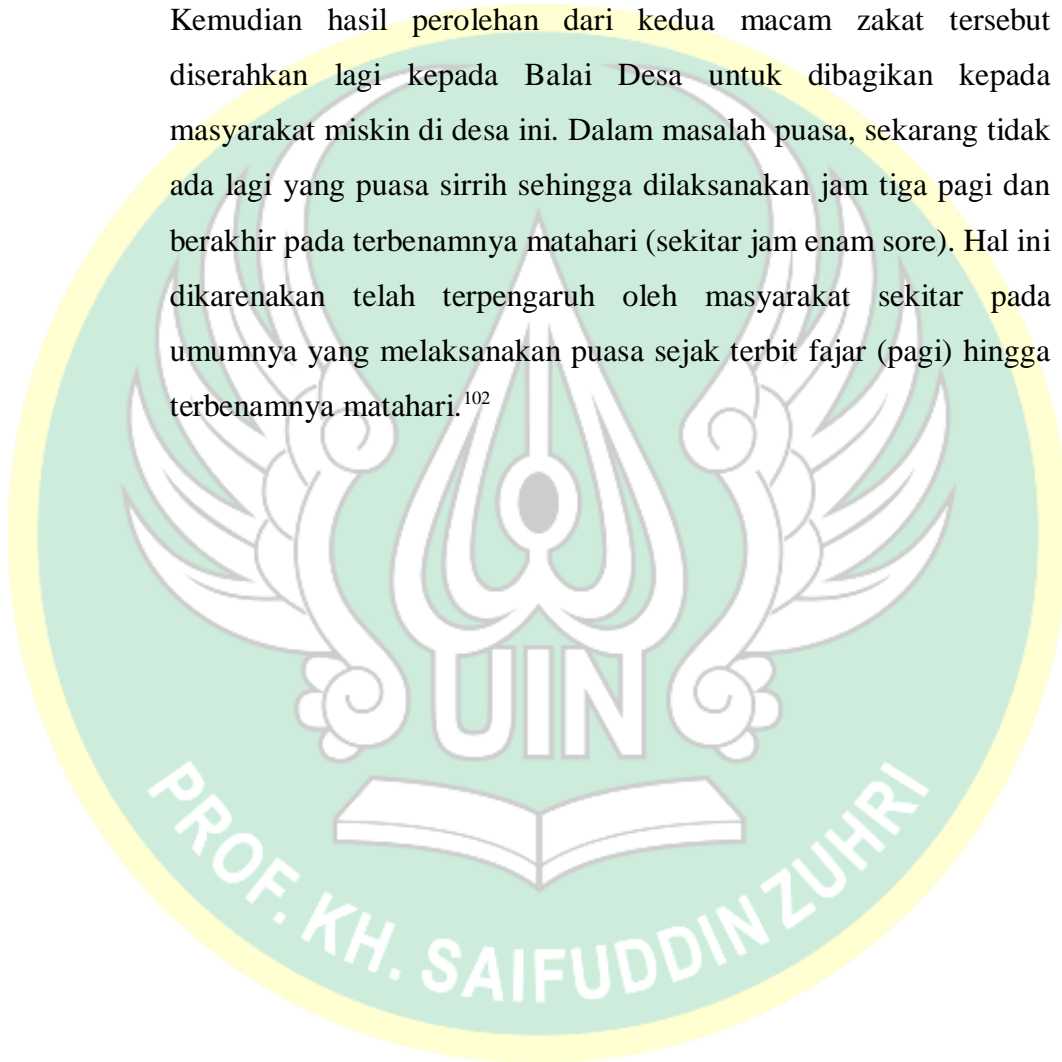 Kemudian hasil perolehan dari kedua macam zakat tersebut
diserahkan lagi kepada Balai Desa untuk dibagikan kepada
masyarakat miskin di desa ini. Dalam masalah puasa, sekarang tidak
ada lagi yang puasa sirrih sehingga dilaksanakan jam tiga pagi dan
berakhir pada terbenamnya matahari (sekitar jam enam sore). Hal ini
dikarenakan telah terpengaruh oleh masyarakat sekitar pada
umumnya yang melaksanakan puasa sejak terbit fajar (pagi) hingga
terbenamnya matahari.102
UIN
PROF. KH. SAIFUDDIN ZUHRI